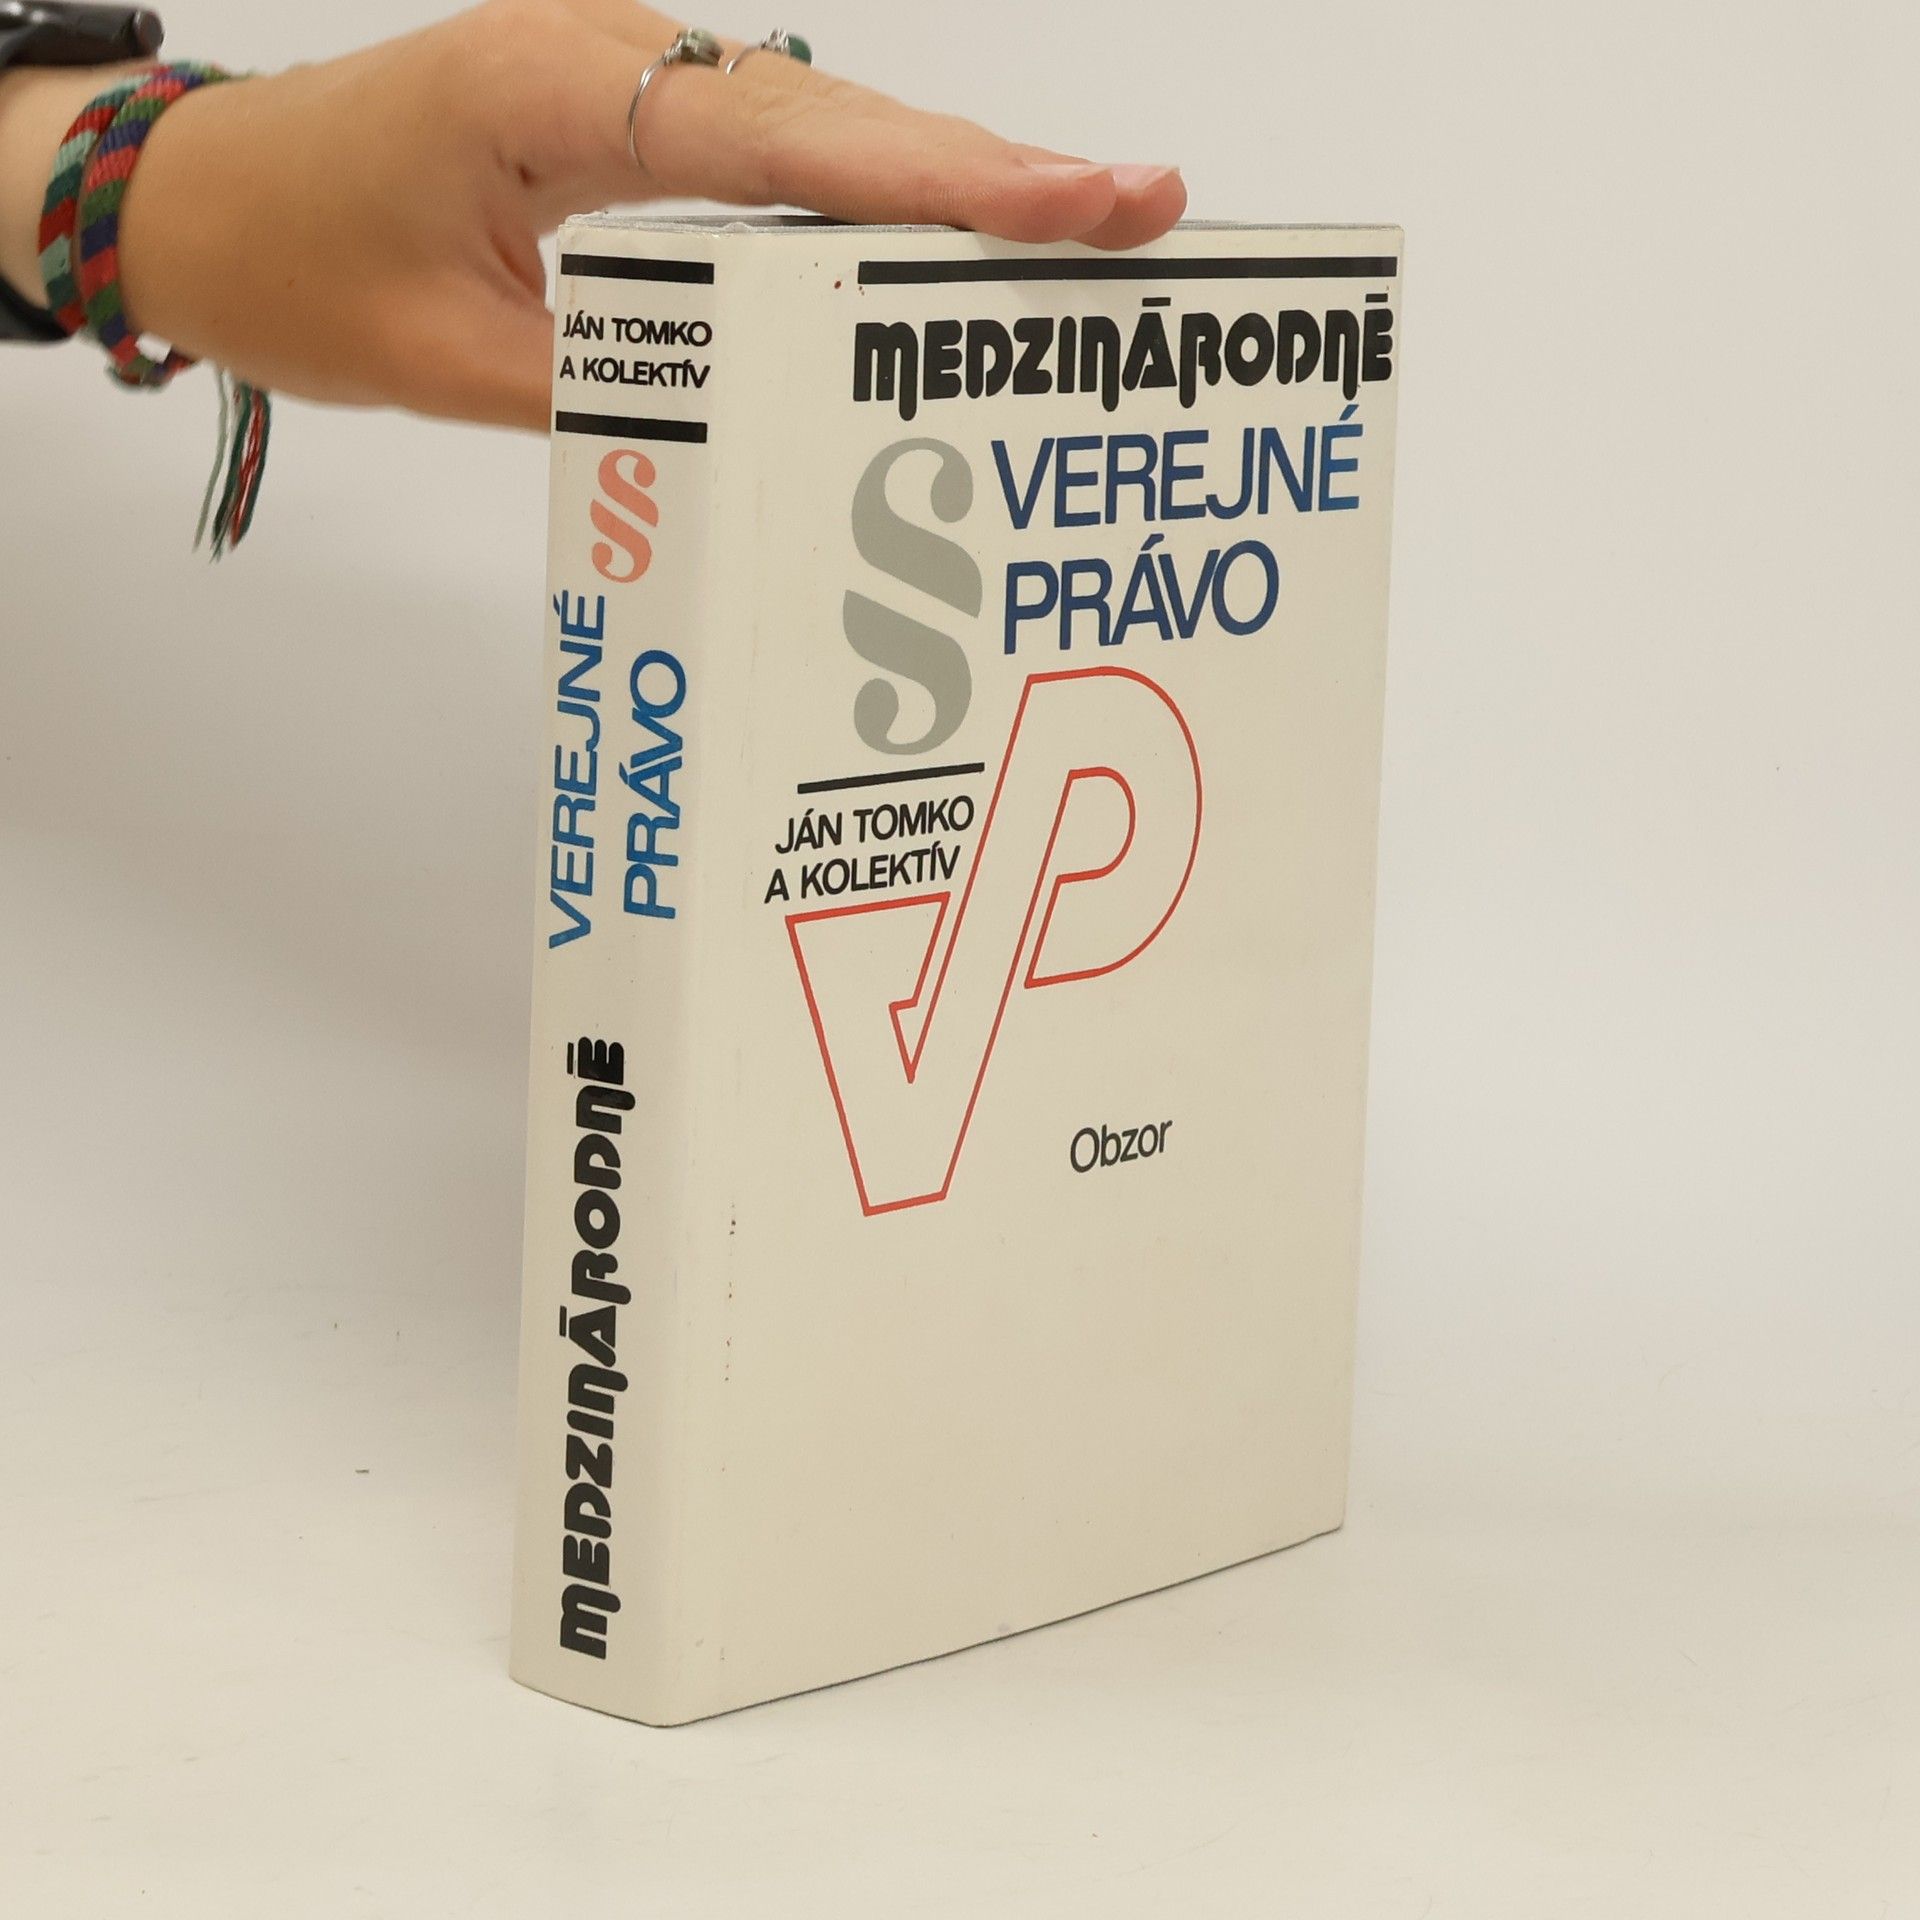 JÁN TOMKO
A KOLEKTÍV
§
VEREJNÉ
PRÁVO
MEDZINÁRODNÉ
MEDZINÁRODNÉ
§ VEREJNÉ
PRÁVO
JÁN TOMKO
A KOLEKTÍV
VP
Obzor